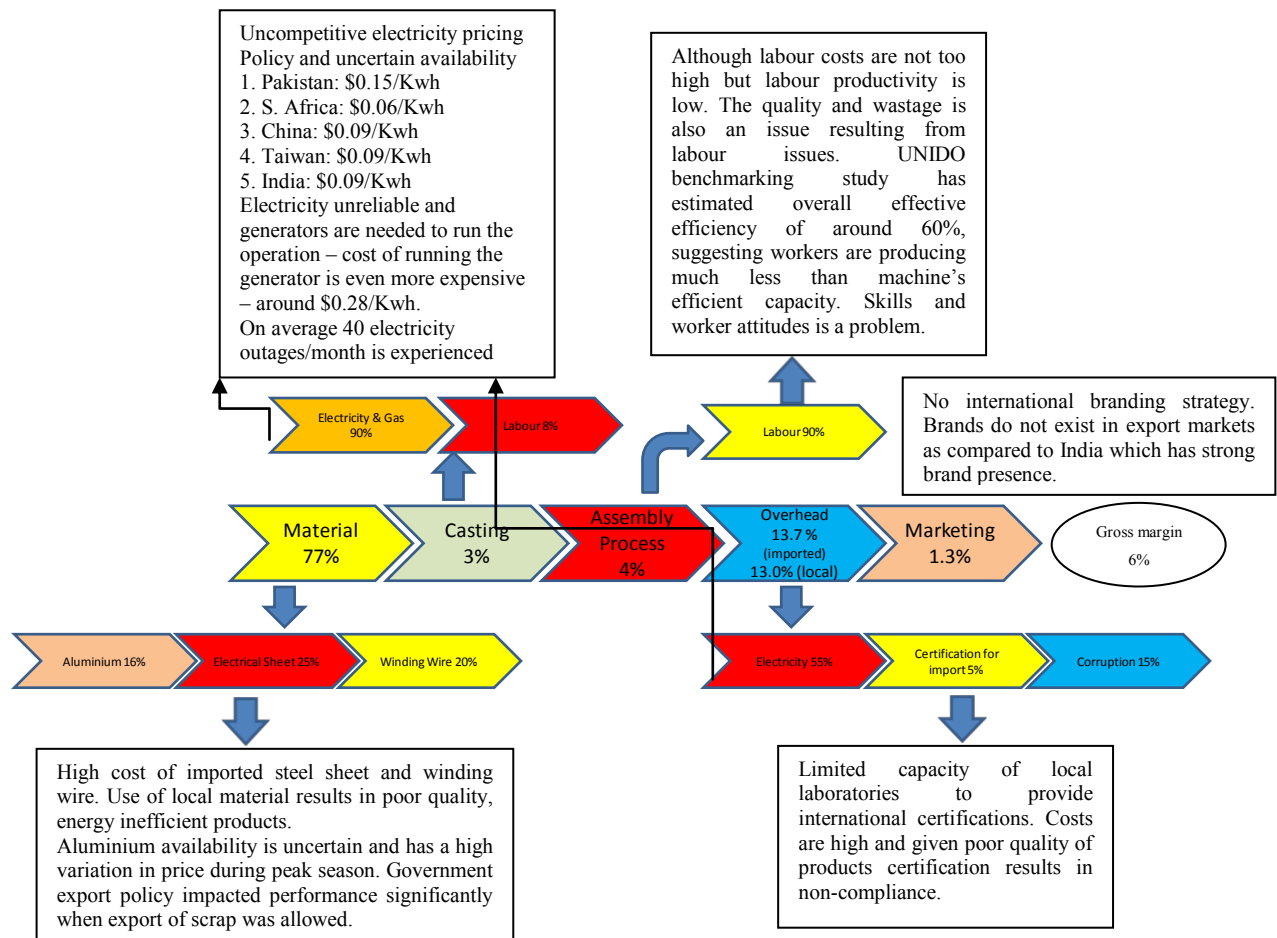 Uncompetitive electricity pricing
Policy and uncertain availability
1. Pakistan: $0.15/Kwh
2. S. Africa: $0.06/Kwh
3. China: $0.09/Kwh
4. Taiwan: $0.09/Kwh
5. India: $0.09/Kwh
Electricity unreliable and
generators are needed to run the
operation – cost of running the
generator is even more expensive
– around $0.28/Kwh.
On average 40 electricity
outages/month is experienced
Although labour costs are not too
high but labour productivity is
low. The quality and wastage is
also an issue resulting from
labour issues. UNIDO
benchmarking study has
estimated overall effective
efficiency of around 60%,
suggesting workers are producing
much less than machine’s
efficient capacity. Skills and
worker attitudes is a problem.
Electricity & Gas
90%
Labour 8%
Labour 90%
No international branding strategy.
Brands do not exist in export markets
as compared to India which has strong
brand presence.
Material
77%
Casting
3%
Assembly
Process
4%
Overhead
13.7 %
(imported)
13.0% (local)
Marketing
1.3%
Gross margin
6%
Aluminium 16%
Electrical Sheet 25%
Winding Wire 20%
Electricity 55%
Certification for
import 5%
Corruption 15%
High cost of imported steel sheet and winding
wire. Use of local material results in poor quality,
energy inefficient products.
Aluminium availability is uncertain and has a high
variation in price during peak season. Government
export policy impacted performance significantly
when export of scrap was allowed.
Limited capacity of local
laboratories to provide
international certifications. Costs
are high and given poor quality of
products certification results in
non-compliance.